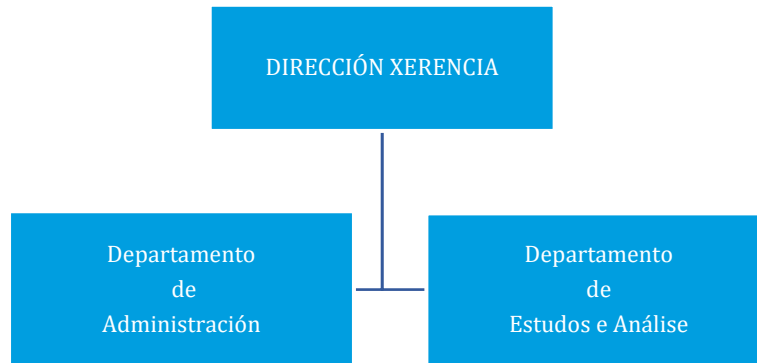 DIRECCIÓN XERENCIA
Departamento
de
Administración
Departamento
de
Estudos e Análise